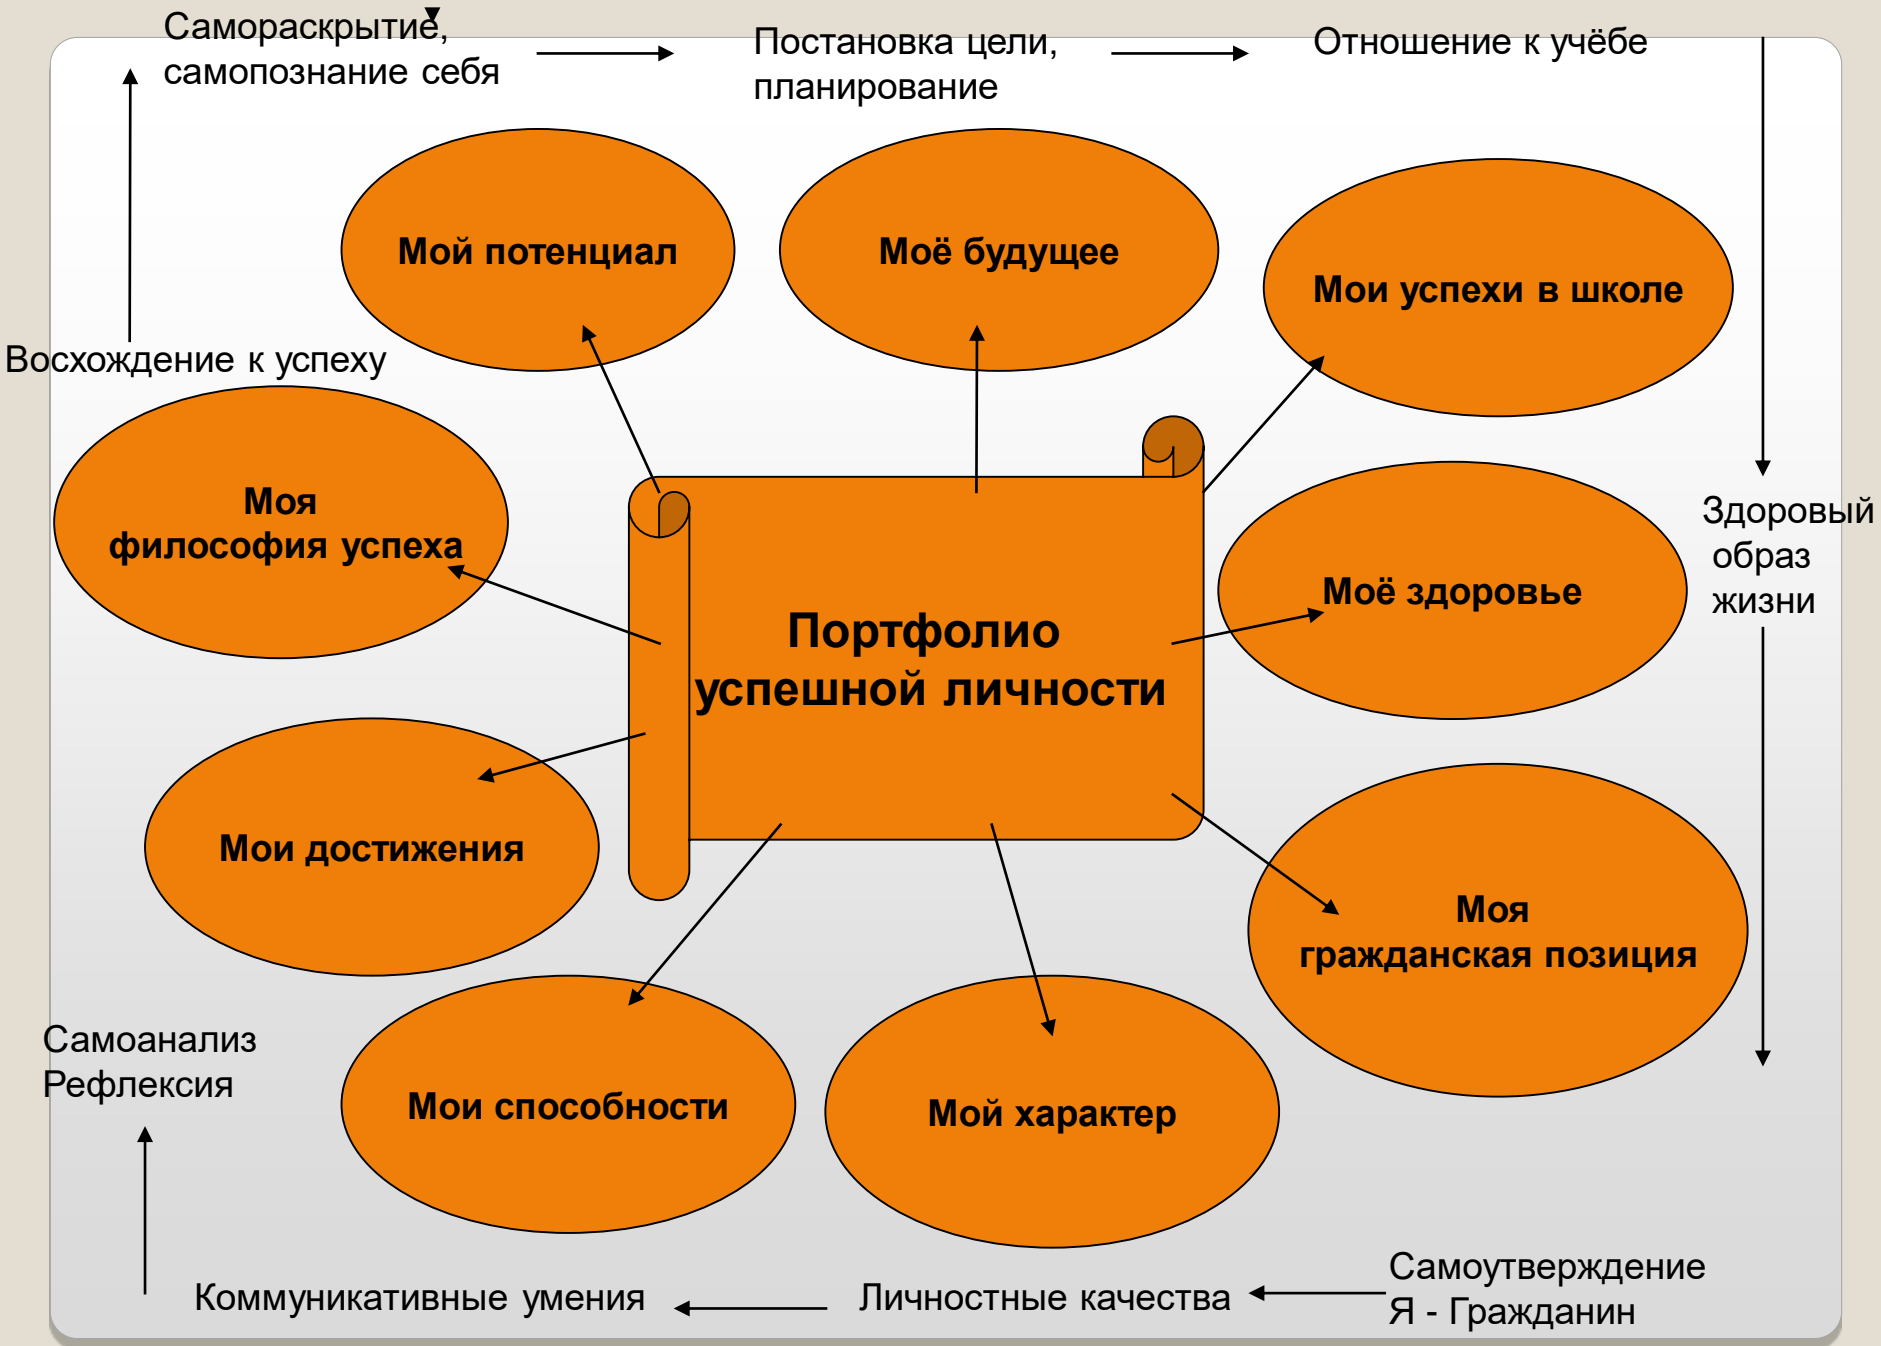 Самораскрытие,
самопознание себя
Постановка цели,
планирование
Отношение к учёбе
Мой потенциал
Моё будущее
Мои успехи в школе
Восхождение к успеху
Моя
философия успеха
Здоровый
образ
жизни
Моё здоровье
Портфолио
успешной личности
Мои достижения
Моя
гражданская позиция
Самоанализ
Рефлексия
Мои способности
Мой характер
Коммуникативные умения
Личностные качества
Самоутверждение
Я - Гражданин